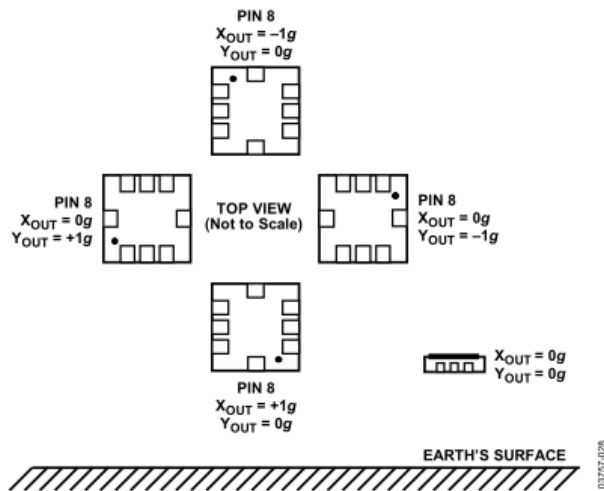 PIN 8
XOUT = –1g
YOUT = 0g
PIN 8
XOUT = 0g
YOUT = +1g
TOP VIEW
(Not to Scale)
PIN 8
XOUT = 0g
YOUT = –1g
PIN 8
XOUT = +1g
YOUT = 0g
XOUT = 0g
YOUT = 0g
EARTH'S SURFACE
03757-028